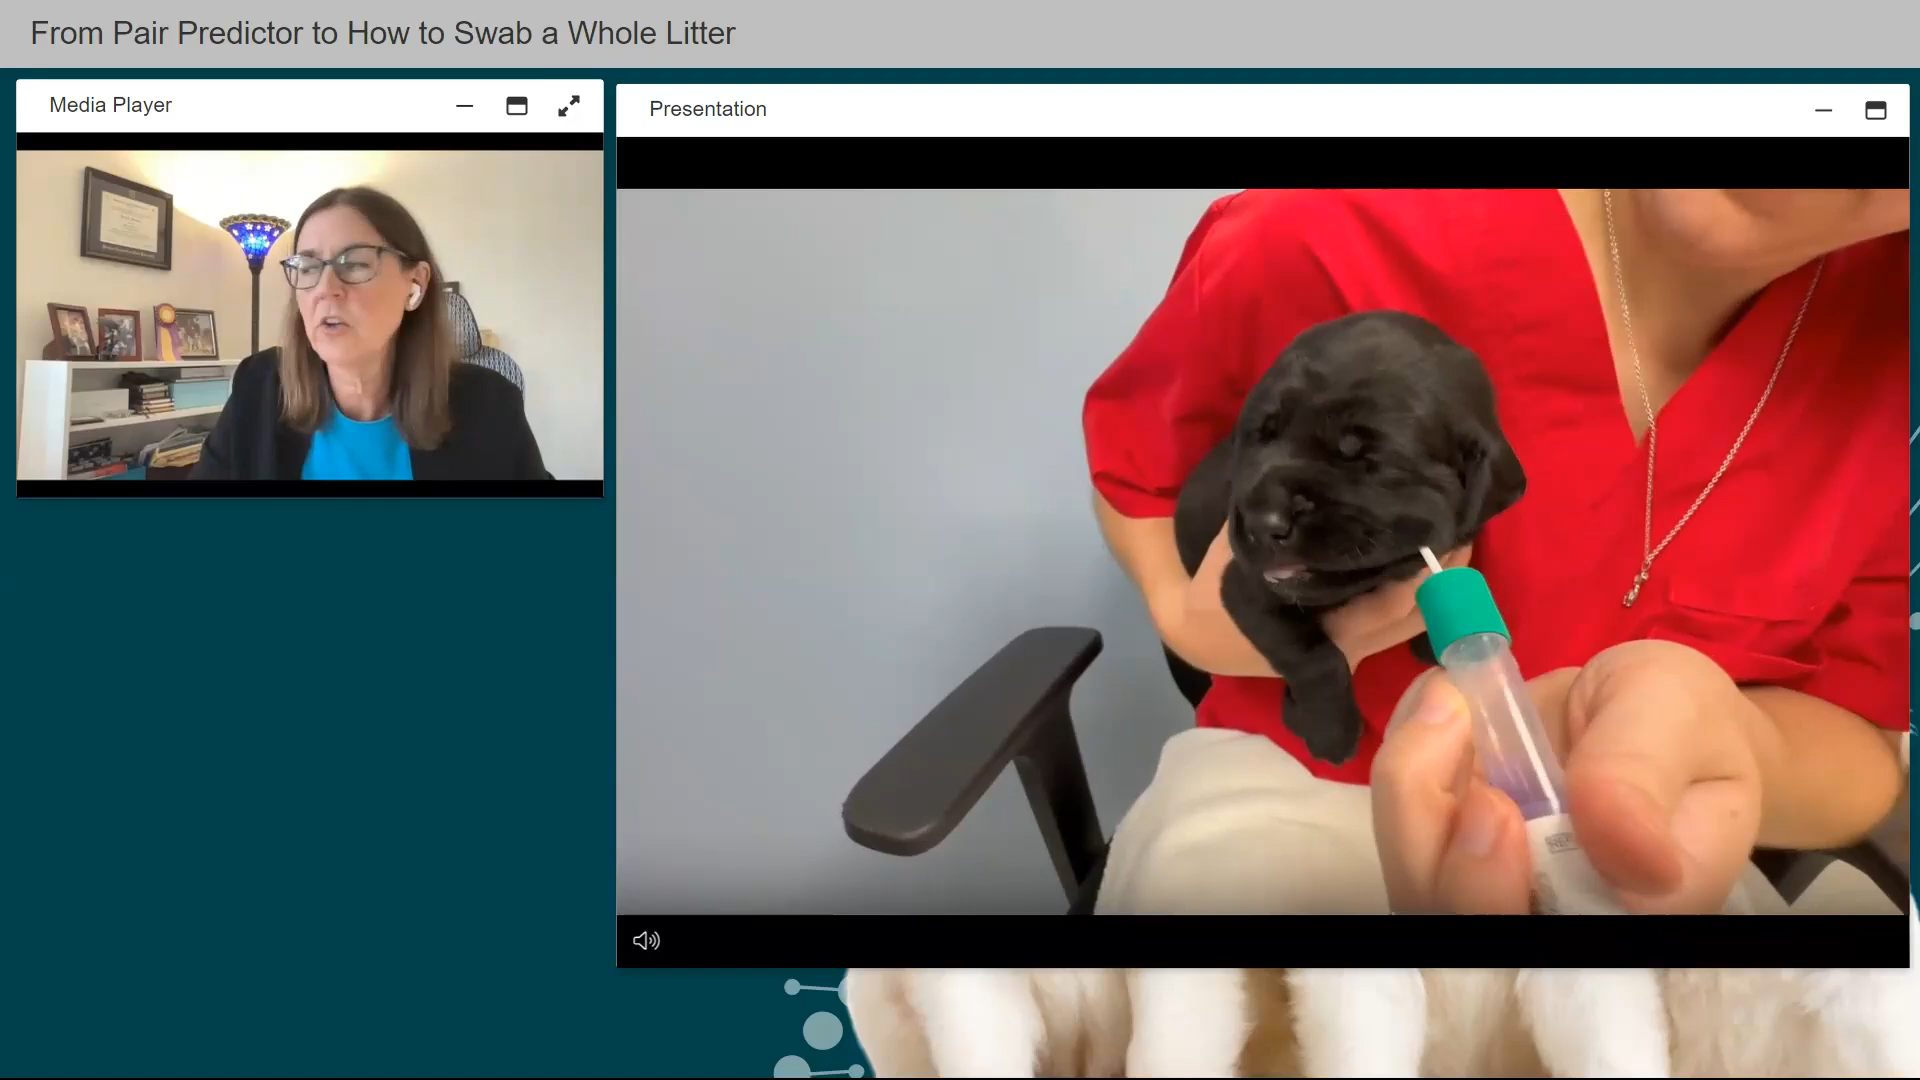 From Pair Predictor to How to Swab a Whole Litter
Media Player
Presentation